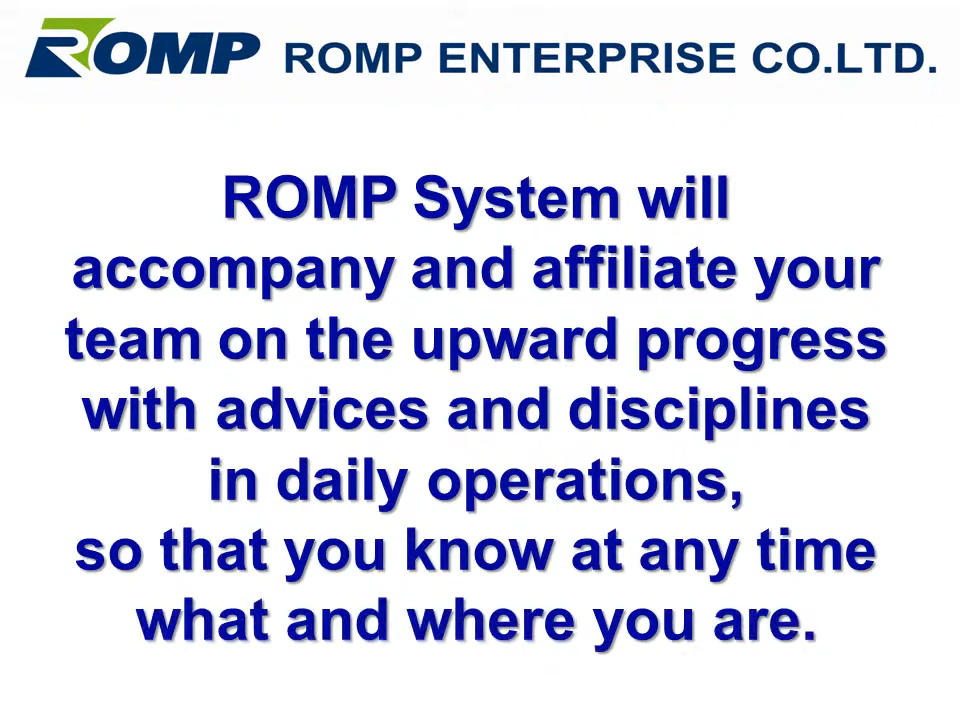 ROMP ROMP ENTERPRISE CO.LTD.
ROMP System will
accompany and affiliate your
team on the upward progress
with advices and disciplines
in daily operations,
so that you know at any time
what and where you are.